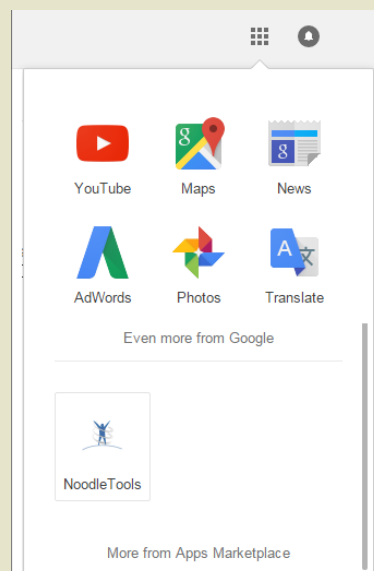 YouTube Maps News
AdWords Photos Translate
Even more from Google
NoodleTools
More from Apps Marketplace